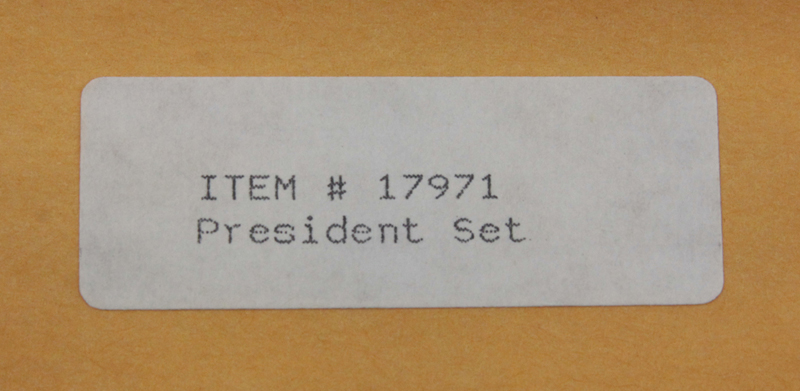 ITEM # 17971
President Set